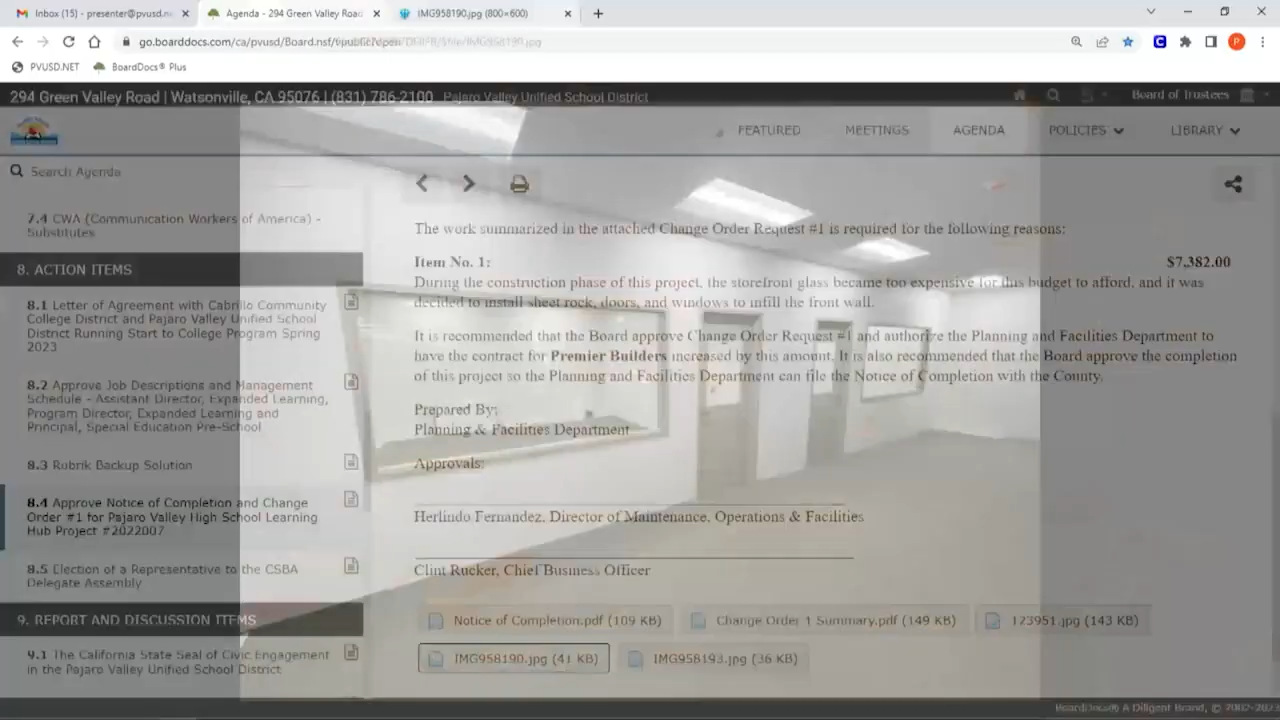 Inbox (15) - presenter@pvusd.n
Agenda - 294 Green Valley Road
IMG958190.jpg (800×600)
go.boarddocs.com/ca/pvusd/Board.nsf/vpublic?open
PVUSD.NET
BoardDocs® Plus
294 Green Valley Road | Watsonville, CA 95076 | (831) 786-2100 Pajaro Valley Unified School District
Board of Trustees
FEATURED
MEETINGS
AGENDA
POLICIES
LIBRARY
Search Agenda
7.4 CWA (Communication Workers of America) -
Substitutes
8. ACTION ITEMS
8.1 Letter of Agreement with Cabrillo Community
College District and Pajaro Valley Unified School
District Running Start to College Program Spring
2023
8.2 Approve Job Descriptions and Management
Schedule - Assistant Director, Expanded Learning,
Program Director, Expanded Learning and
Principal, Special Education Pre-School
8.3 Rubrik Backup Solution
8.4 Approve Notice of Completion and Change
Order #1 for Pajaro Valley High School Learning
Hub Project #2022007
8.5 Election of a Representative to the CSBA
Delegate Assembly
9. REPORT AND DISCUSSION ITEMS
9.1 The California State Seal of Civic Engagement
in the Pajaro Valley Unified School District
The work summarized in the attached Change Order Request #1 is required for the following reasons:
Item No. 1: $7,382.00
During the construction phase of this project, the storefront glass became too expensive for this budget to afford, and it was
decided to install sheet rock, doors, and windows to infill the front wall.
It is recommended that the Board approve Change Order Request #1 and authorize the Planning and Facilities Department to
have the contract for Premier Builders increased by this amount. It is also recommended that the Board approve the completion
of this project so the Planning and Facilities Department can file the Notice of Completion with the County.
Prepared By:
Planning & Facilities Department
Approvals:
Herlindo Fernandez, Director of Maintenance, Operations & Facilities
Clint Rucker, Chief Business Officer
Notice of Completion.pdf (109 KB)
Change Order 1 Summary.pdf (149 KB)
123951.jpg (143 KB)
IMG958190.jpg (41 KB)
IMG958193.jpg (36 KB)
BoardDocs® A Diligent Brand, © 2002-202